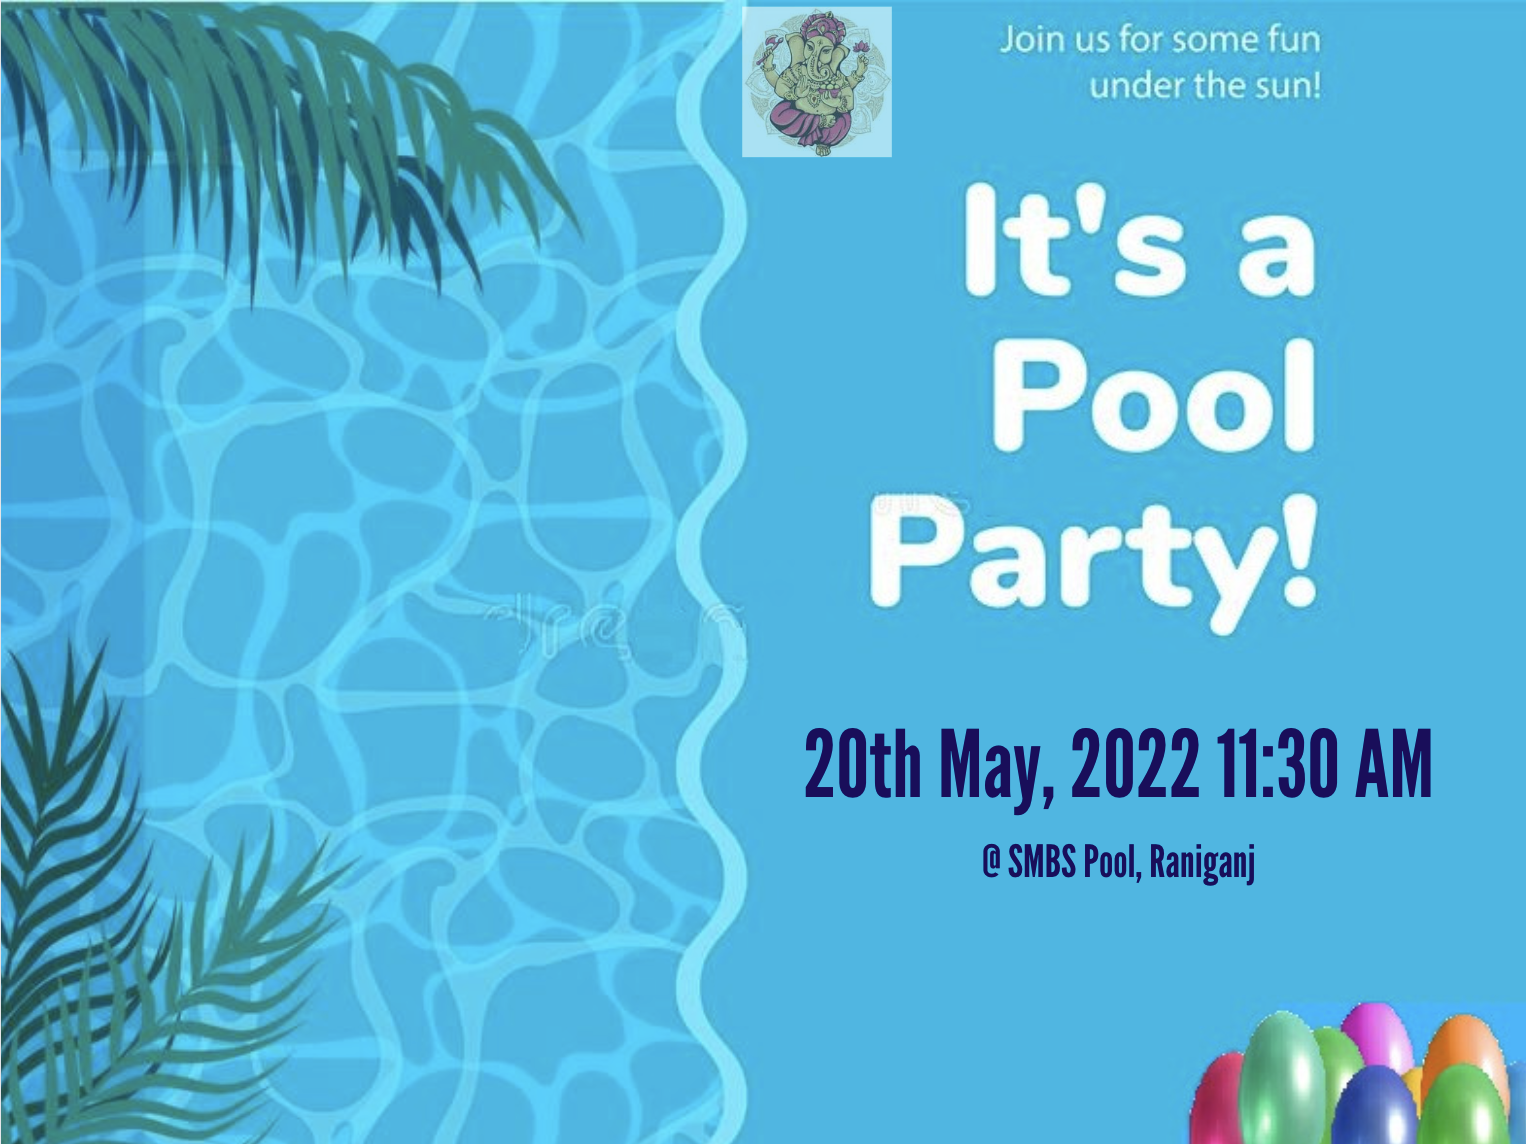 Join us for some fun
under the sun!
It's a
Pool
Party!
20th May, 2022 11:30 AM
@ SMBS Pool, Raniganj